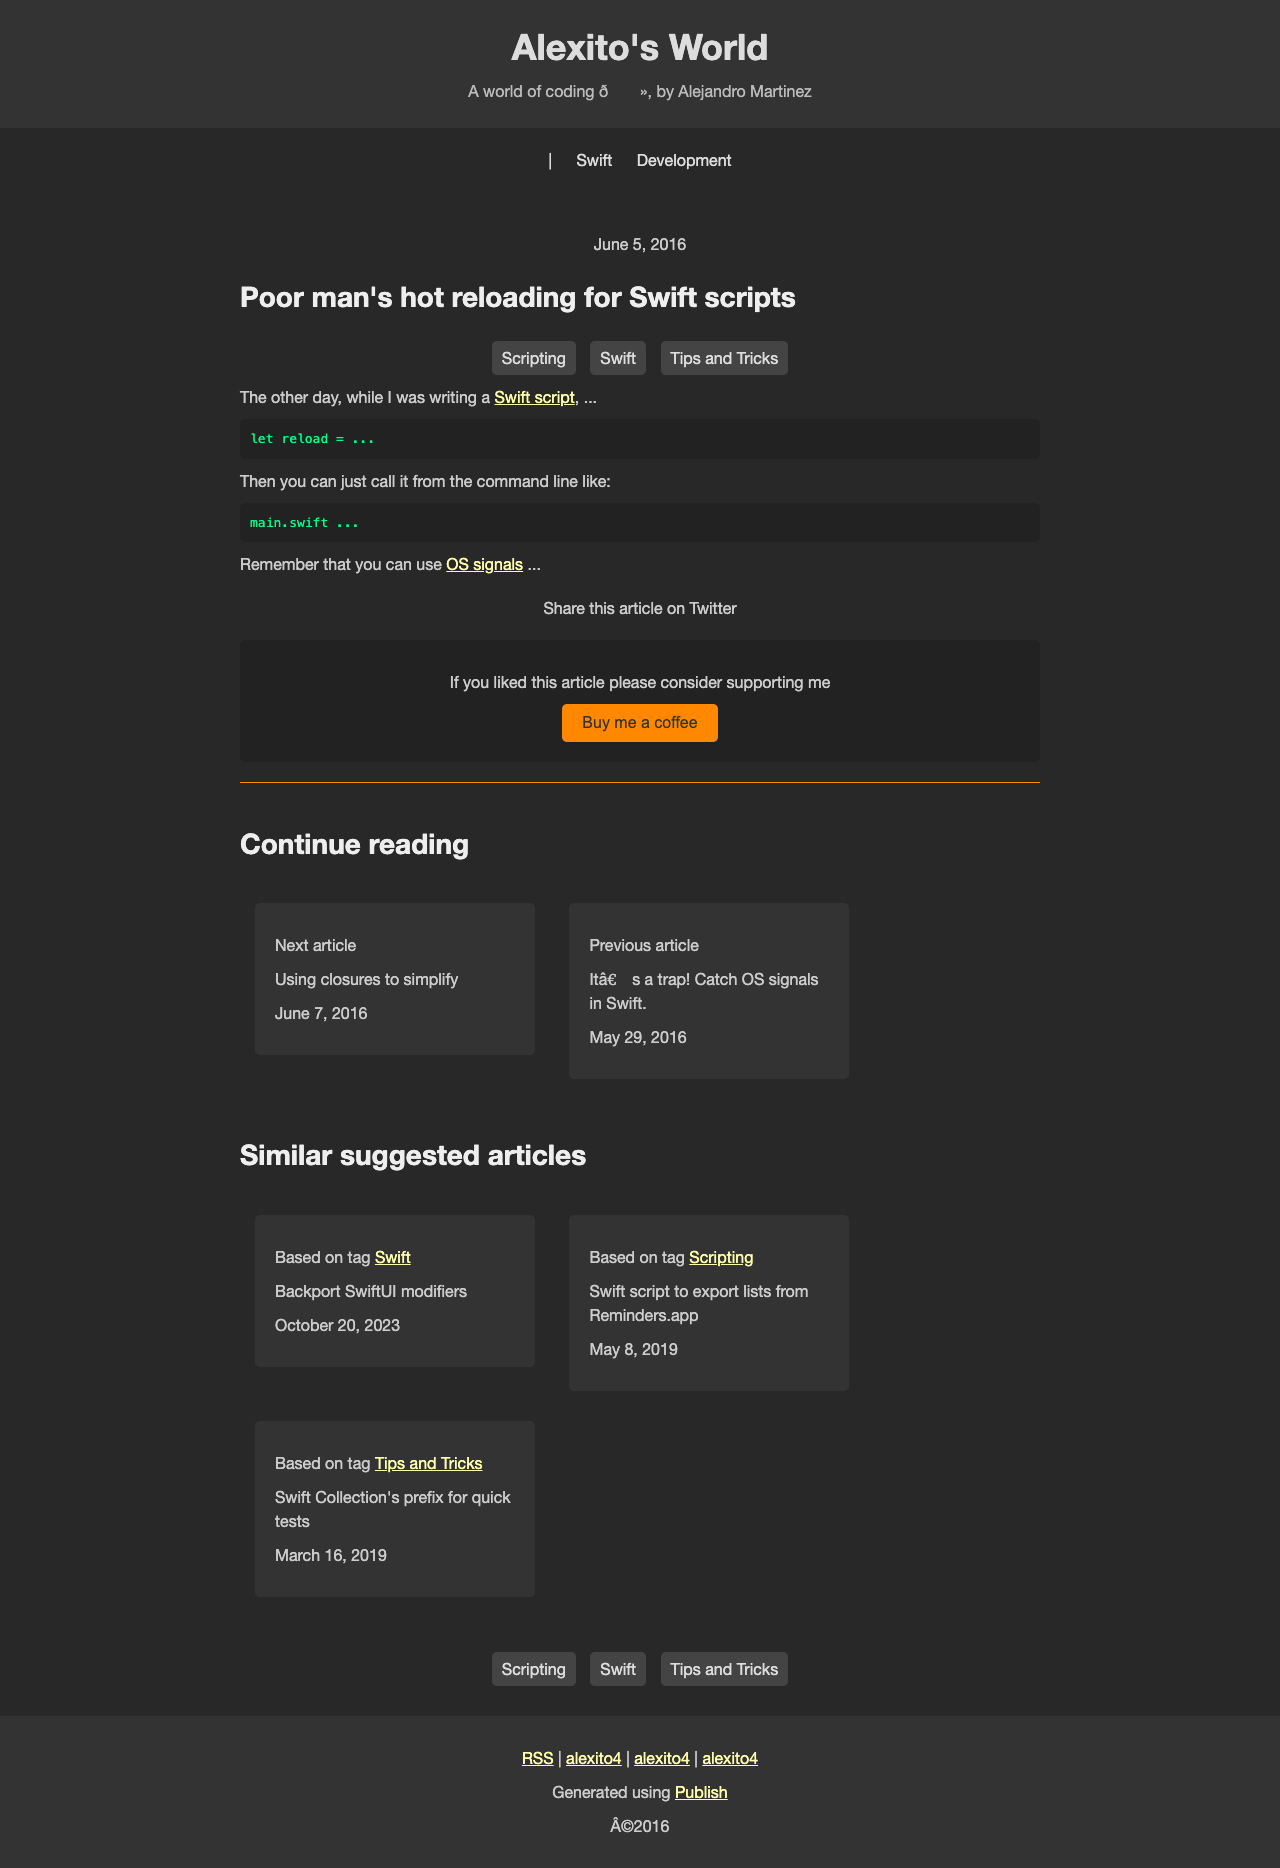 Alexito's World
A world of coding ð », by Alejandro Martinez
| Swift Development
June 5, 2016
Poor man's hot reloading for Swift scripts
Scripting Swift Tips and Tricks
The other day, while I was writing a Swift script, ...
let reload = ...
Then you can just call it from the command line like:
main.swift ...
Remember that you can use OS signals ...
Share this article on Twitter
If you liked this article please consider supporting me
Buy me a coffee
Continue reading
Next article
Using closures to simplify
June 7, 2016
Previous article
Itâ€ s a trap! Catch OS signals
in Swift.
May 29, 2016
Similar suggested articles
Based on tag Swift
Backport SwiftUI modifiers
October 20, 2023
Based on tag Scripting
Swift script to export lists from
Reminders.app
May 8, 2019
Based on tag Tips and Tricks
Swift Collection's prefix for quick
tests
March 16, 2019
Scripting Swift Tips and Tricks
RSS | alexito4 | alexito4 | alexito4
Generated using Publish
Â©2016